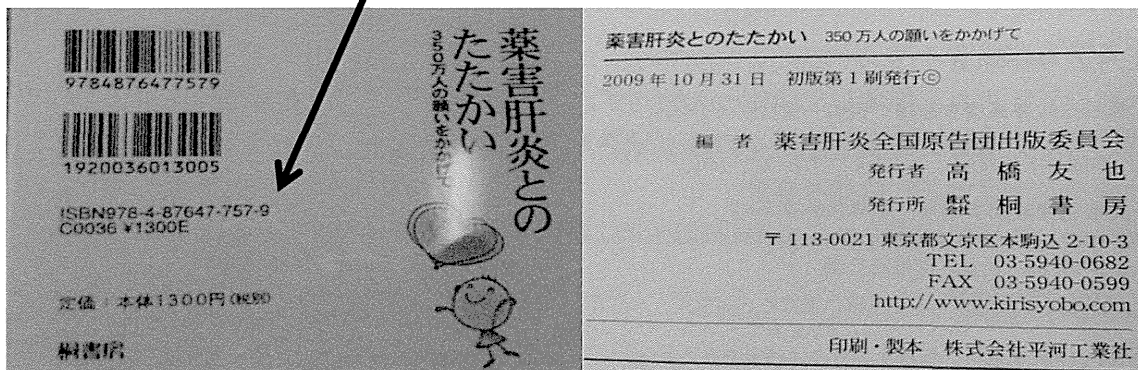 9784876477579
1920036013005
ISBN978-4-87647-757-9
C0036 ¥1300E
定価:本体1300円(税別)
桐書房
薬害肝炎との
たたかい
350万人の願いをかかげて
薬害肝炎とのたたかい 350万人の願いをかかげて
2009年10月31日 初版第1刷発行©
編者 薬害肝炎全国原告団出版委員会
発行者 高橋友也
発行所 株式会社 桐書房
〒113-0021 東京都文京区本駒込 2-10-3
TEL 03-5940-0682
FAX 03-5940-0599
http://www.kirisyobo.com
印刷・製本 株式会社平河工業社